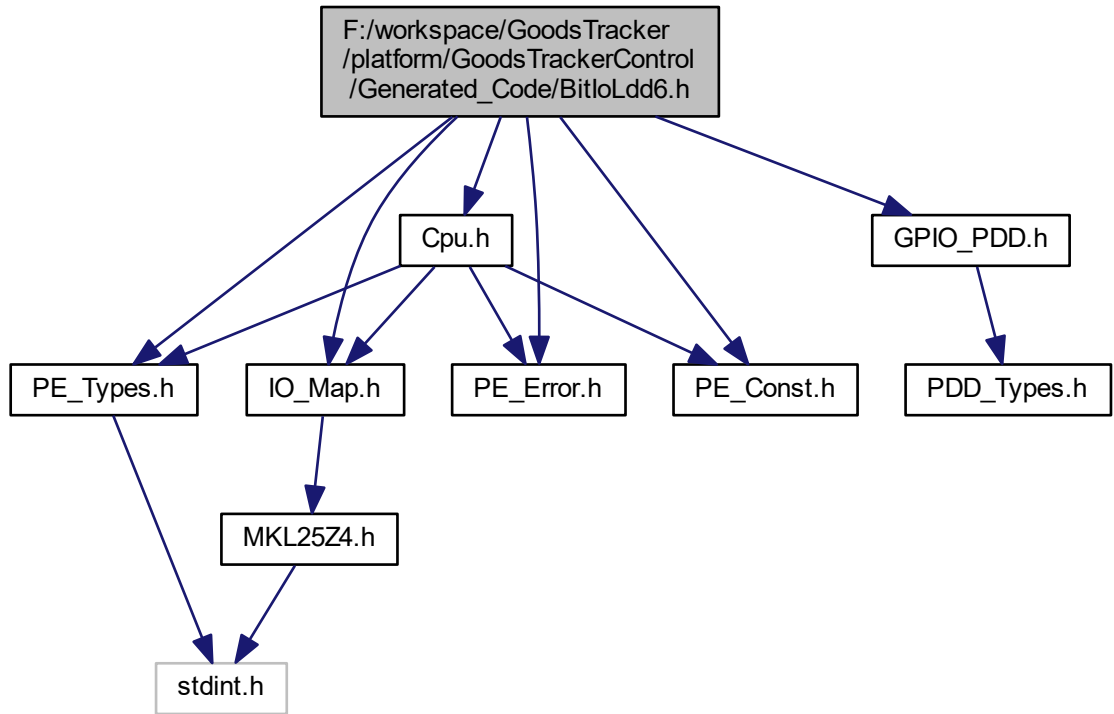 F:/workspace/GoodsTracker
/platform/GoodsTrackerControl
/Generated_Code/BitIoLdd6.h
Cpu.h
GPIO_PDD.h
PE_Types.h
IO_Map.h
PE_Error.h
PE_Const.h
PDD_Types.h
MKL25Z4.h
stdint.h